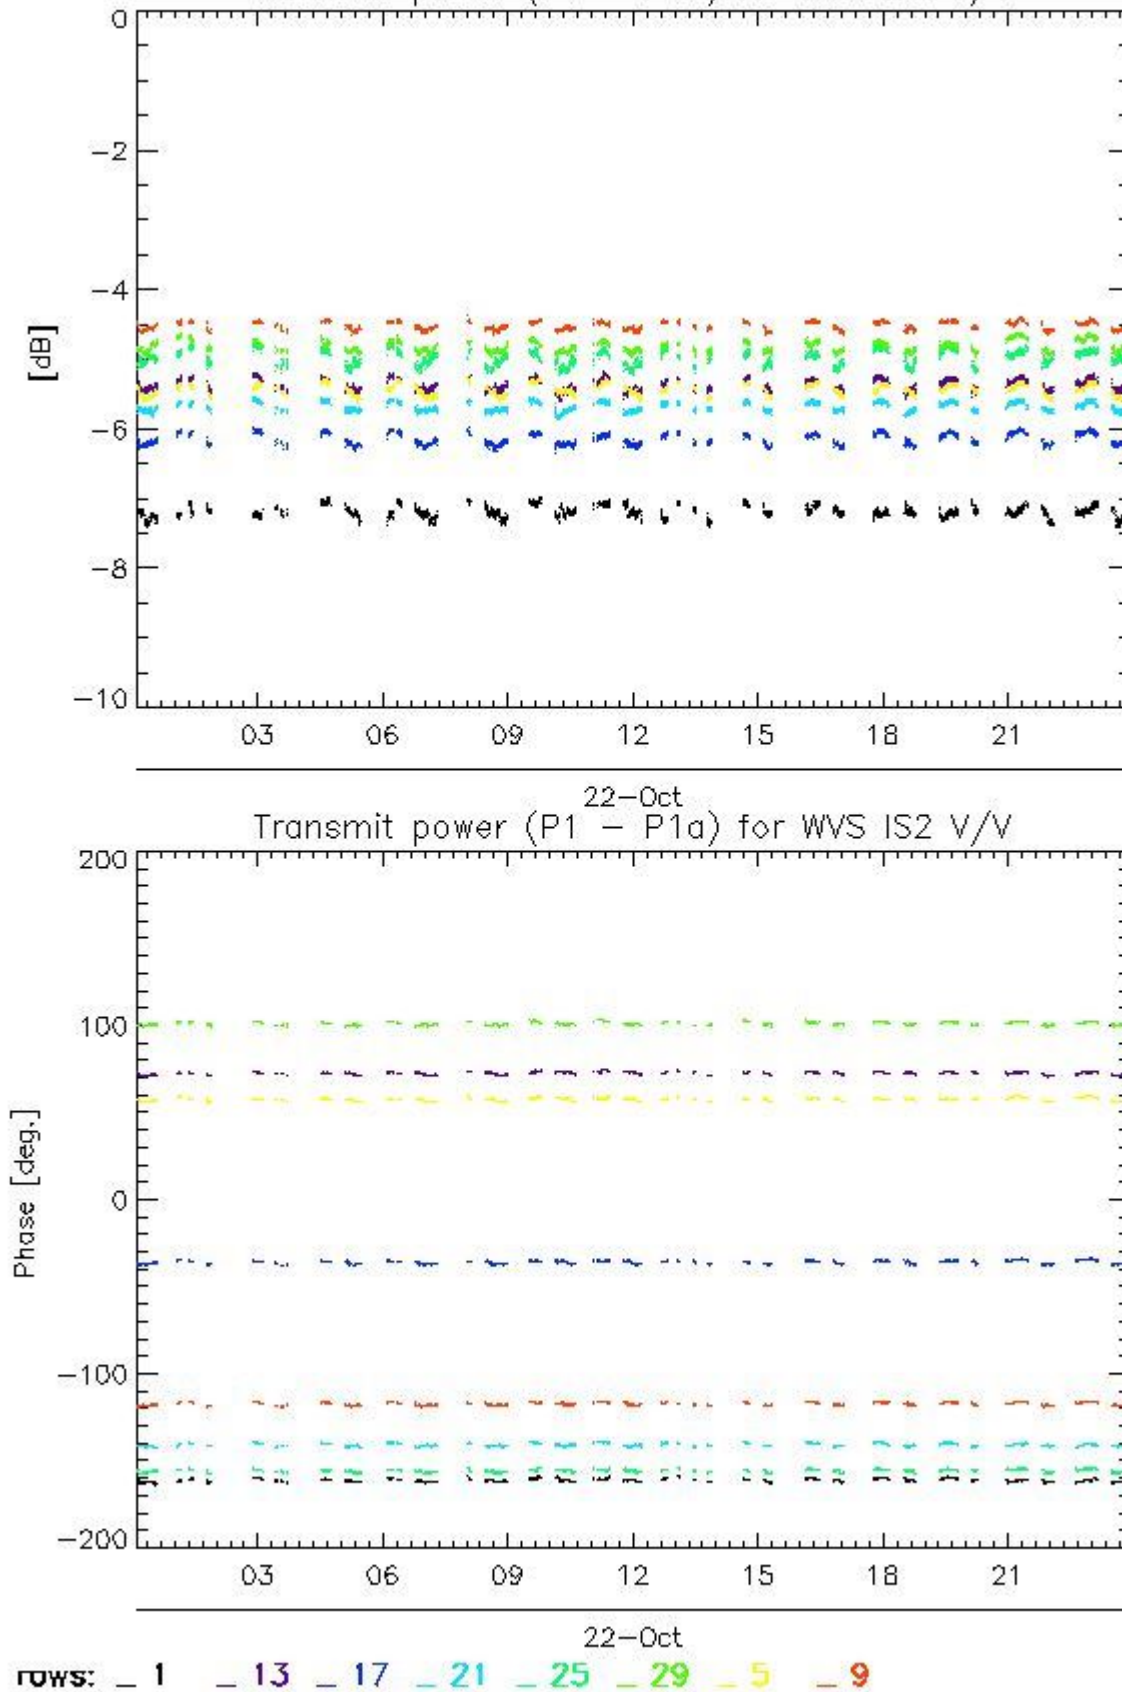 0
-2
-4
[dB]
-6
-8
-10
03 06 09 12 15 18 21
22-Oct
Transmit power (P1 - P1a) for WVS IS2 V/V
200
100
0
Phase [deg.]
-100
-200
03 06 09 12 15 18 21
22-Oct
rows: _ 1 _ 13 _ 17 _ 21 _ 25 _ 29 _ 5 _ 9